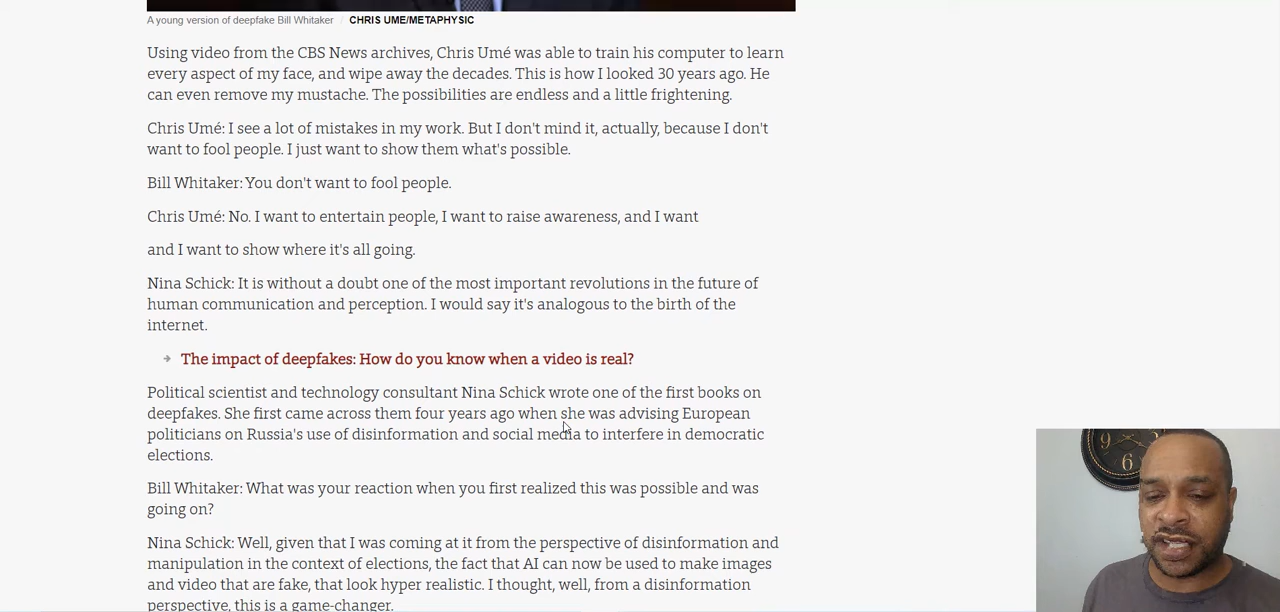 A young version of deepfake Bill Whitaker / CHRIS UME/METAPHYSIC
Using video from the CBS News archives, Chris Umé was able to train his computer to learn
every aspect of my face, and wipe away the decades. This is how I looked 30 years ago. He
can even remove my mustache. The possibilities are endless and a little frightening.
Chris Umé: I see a lot of mistakes in my work. But I don't mind it, actually, because I don't
want to fool people. I just want to show them what's possible.
Bill Whitaker: You don't want to fool people.
Chris Umé: No. I want to entertain people, I want to raise awareness, and I want
and I want to show where it's all going.
Nina Schick: It is without a doubt one of the most important revolutions in the future of
human communication and perception. I would say it's analogous to the birth of the
internet.
The impact of deepfakes: How do you know when a video is real?
Political scientist and technology consultant Nina Schick wrote one of the first books on
deepfakes. She first came across them four years ago when she was advising European
politicians on Russia's use of disinformation and social media to interfere in democratic
elections.
Bill Whitaker: What was your reaction when you first realized this was possible and was
going on?
Nina Schick: Well, given that I was coming at it from the perspective of disinformation and
manipulation in the context of elections, the fact that AI can now be used to make images
and video that are fake, that look hyper realistic. I thought, well, from a disinformation
perspective, this is a game-changer.
9
6